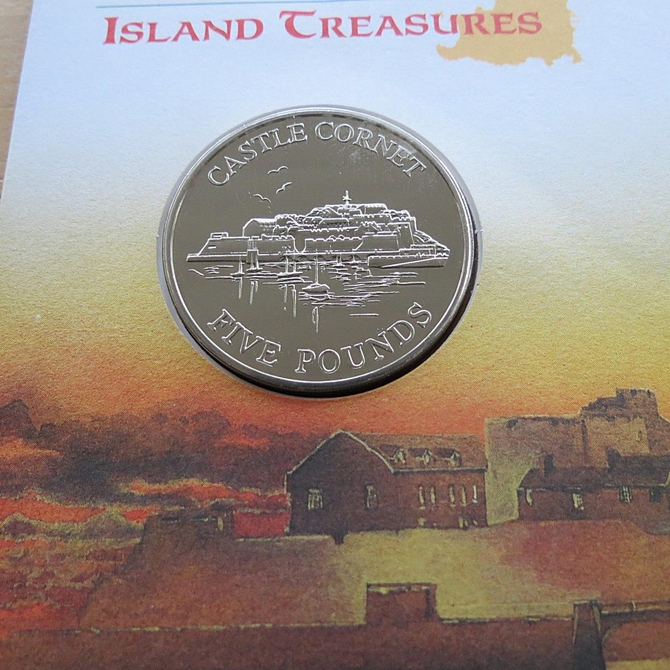 ISLAND TREASURES
CASTLE CORNET
FIVE POUNDS